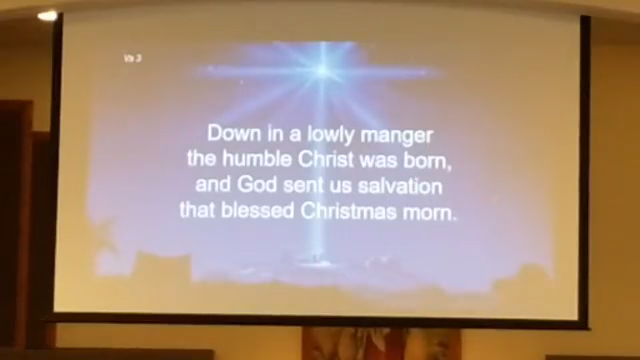 Vs 3
Down in a lowly manger
the humble Christ was born,
and God sent us salvation
that blessed Christmas morn.